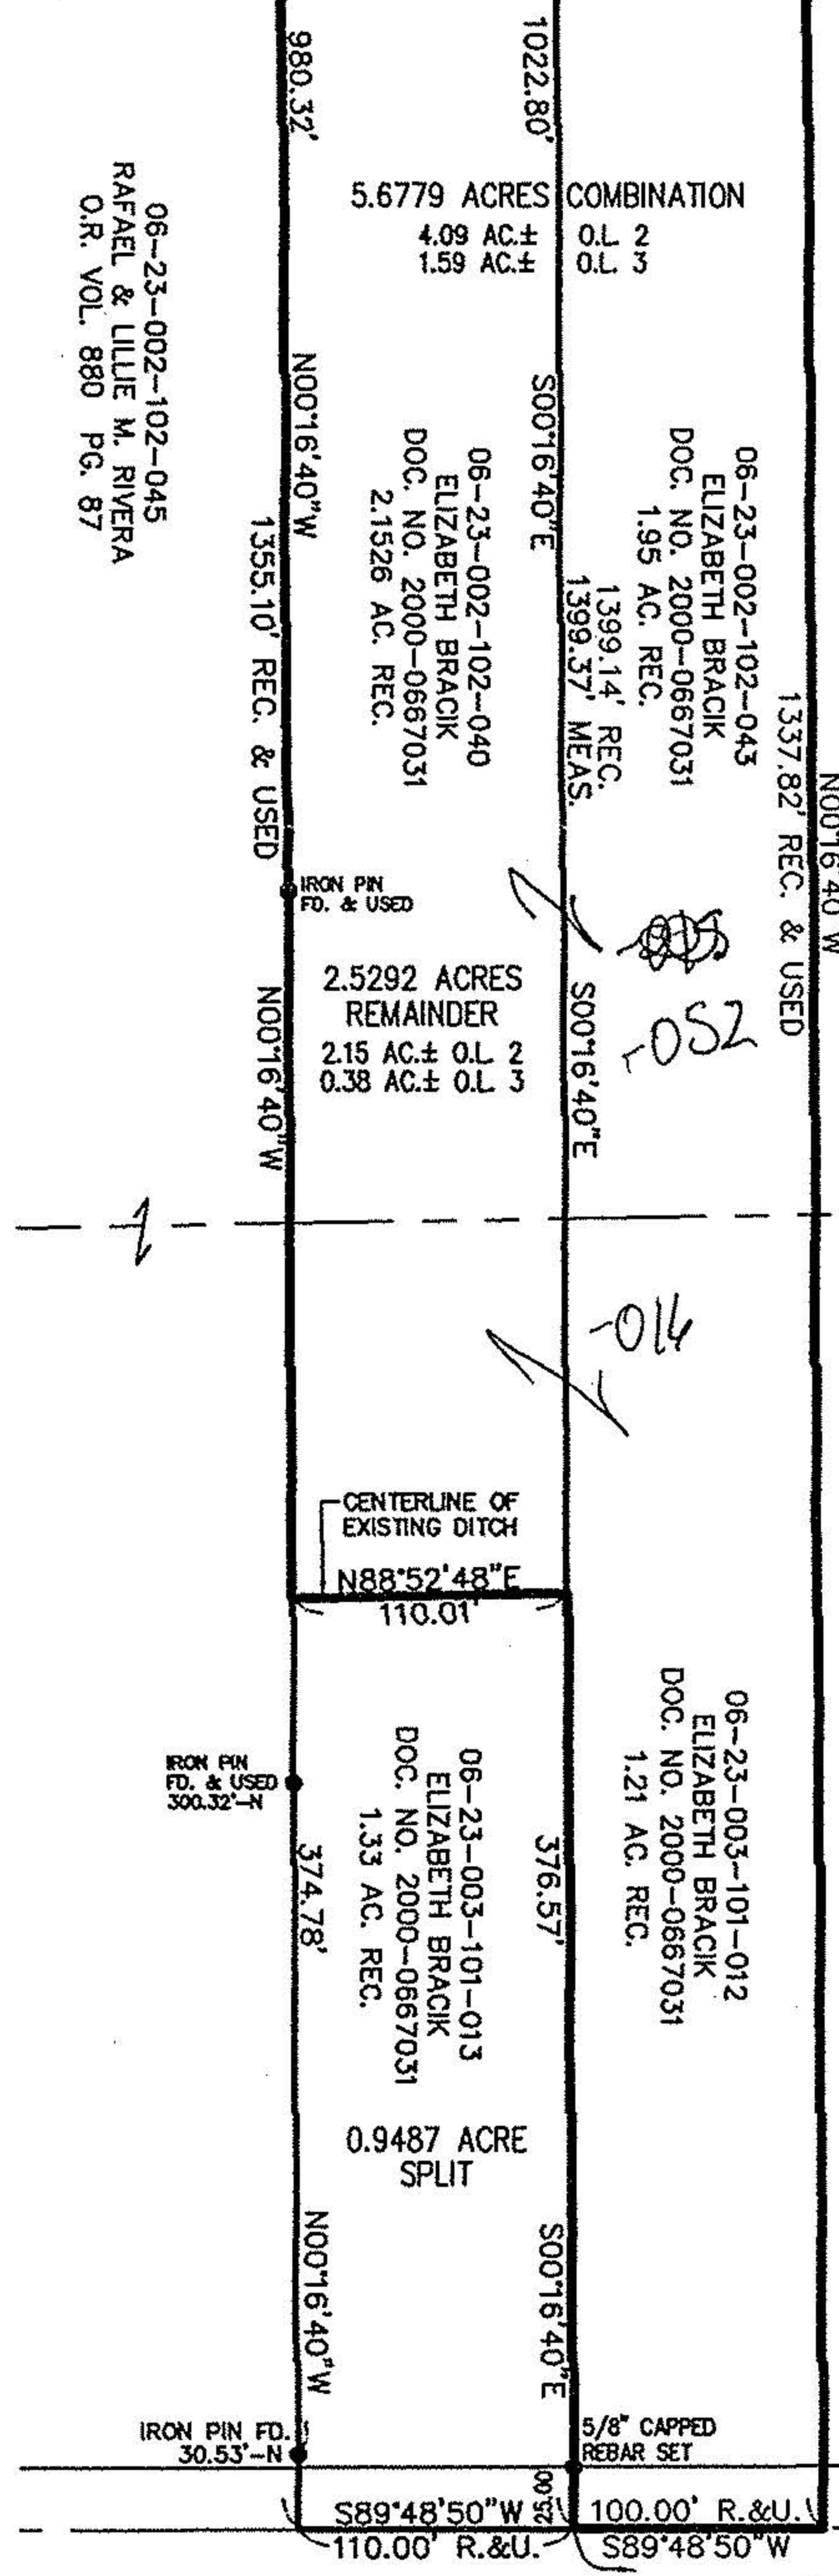 980.32'
1022.80'
5.6779 ACRES COMBINATION
4.09 AC.± O.L. 2
1.59 AC.± O.L. 3
06-23-002-102-045
RAFAEL & LILLIE M. RIVERA
O.R. VOL. 880 PG. 87
N00°16'40"W
1355.10' REC. & USED
S00°16'40"E
06-23-002-102-040
ELIZABETH BRACIK
DOC. NO. 2000-0667031
2.1526 AC. REC.
1399.14' REC.
1399.37' MEAS.
06-23-002-102-043
ELIZABETH BRACIK
DOC. NO. 2000-0667031
1.95 AC. REC.
N00°16'40"W
1337.82' REC. & USED
IRON PIN
FD. & USED
2.5292 ACRES
REMAINDER
2.15 AC.± O.L. 2
0.38 AC.± O.L. 3
N00°16'40"W
S00°16'40"E
-052
-014
CENTERLINE OF
EXISTING DITCH
N88°52'48"E
110.01'
IRON PIN
FD. & USED
300.32'-N
374.78'
06-23-003-101-013
ELIZABETH BRACIK
DOC. NO. 2000-0667031
1.33 AC. REC.
376.57'
06-23-003-101-012
ELIZABETH BRACIK
DOC. NO. 2000-0667031
1.21 AC. REC.
0.9487 ACRE
SPLIT
N00°16'40"W
S00°16'40"E
IRON PIN FD.
30.53'-N
5/8" CAPPED
REBAR SET
25.00'
S89°48'50"W
110.00' R.&U.
100.00' R.&U.
S89°48'50"W